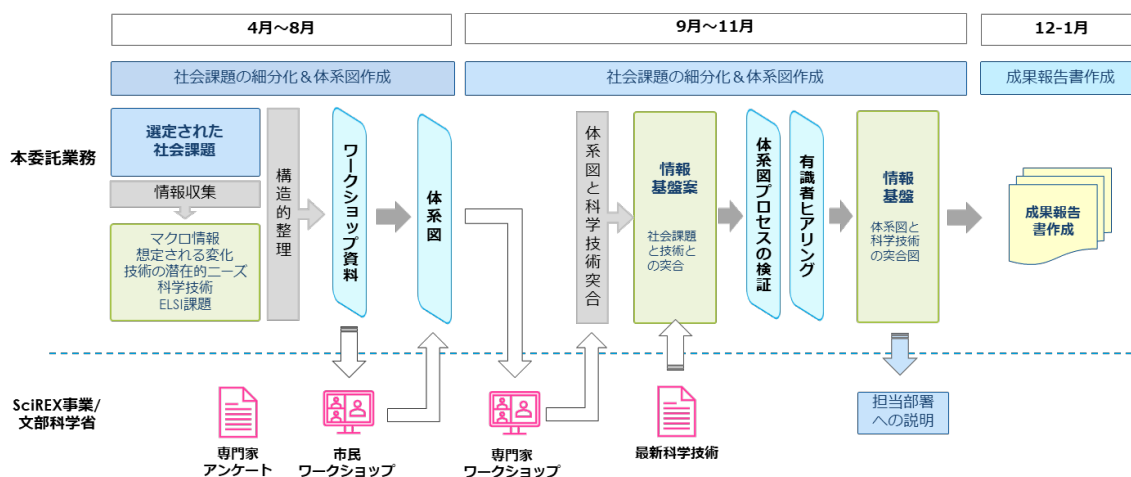 4月～8月
9月～11月
12-1月
社会課題の細分化＆体系図作成
社会課題の細分化＆体系図作成
成果報告書作成
本委託業務
選定された
社会課題
情報収集
マクロ情報
想定される変化
技術の潜在的ニーズ
科学技術
ELSI課題
構造的整理
ワークショップ資料
体系図
体系図と科学技術突合
情報
基盤案
社会課題
と技術と
の突合
体系図プロセスの検証
有識者ヒアリング
情報
基盤
体系図と
科学技術
の突合図
成果報告
書作成
SciREX事業/
文部科学省
専門家
アンケート
市民
ワークショップ
専門家
ワークショップ
最新科学技術
担当部署
への説明